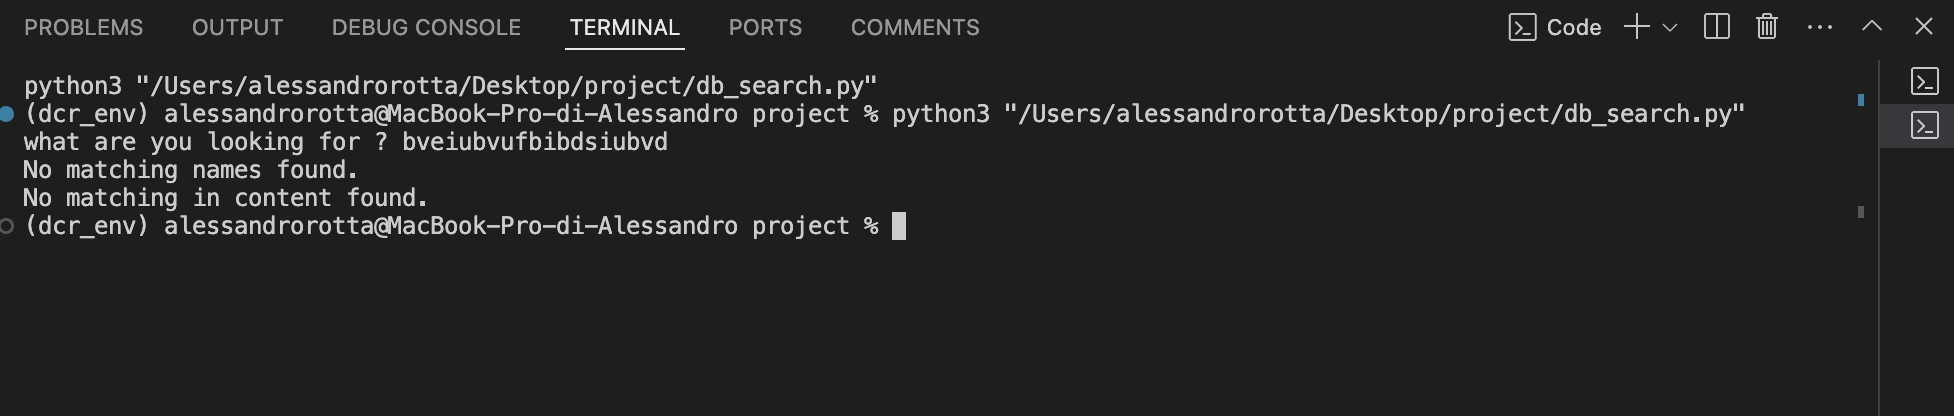 PROBLEMS OUTPUT DEBUG CONSOLE TERMINAL PORTS COMMENTS Code
python3 "/Users/alessandrorotta/Desktop/project/db_search.py"
(dcr_env) alessandrorotta@MacBook-Pro-di-Alessandro project % python3 "/Users/alessandrorotta/Desktop/project/db_search.py"
what are you looking for ? bveiubvufbibdsiubvd
No matching names found.
No matching in content found.
(dcr_env) alessandrorotta@MacBook-Pro-di-Alessandro project %